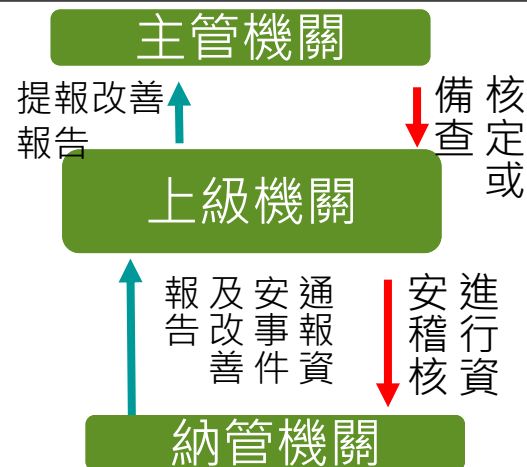 主管機關
提報改善
報告
核定或
備查
上級機關
通報資
安事件
及改善
報告
進行資
安稽核
納管機關